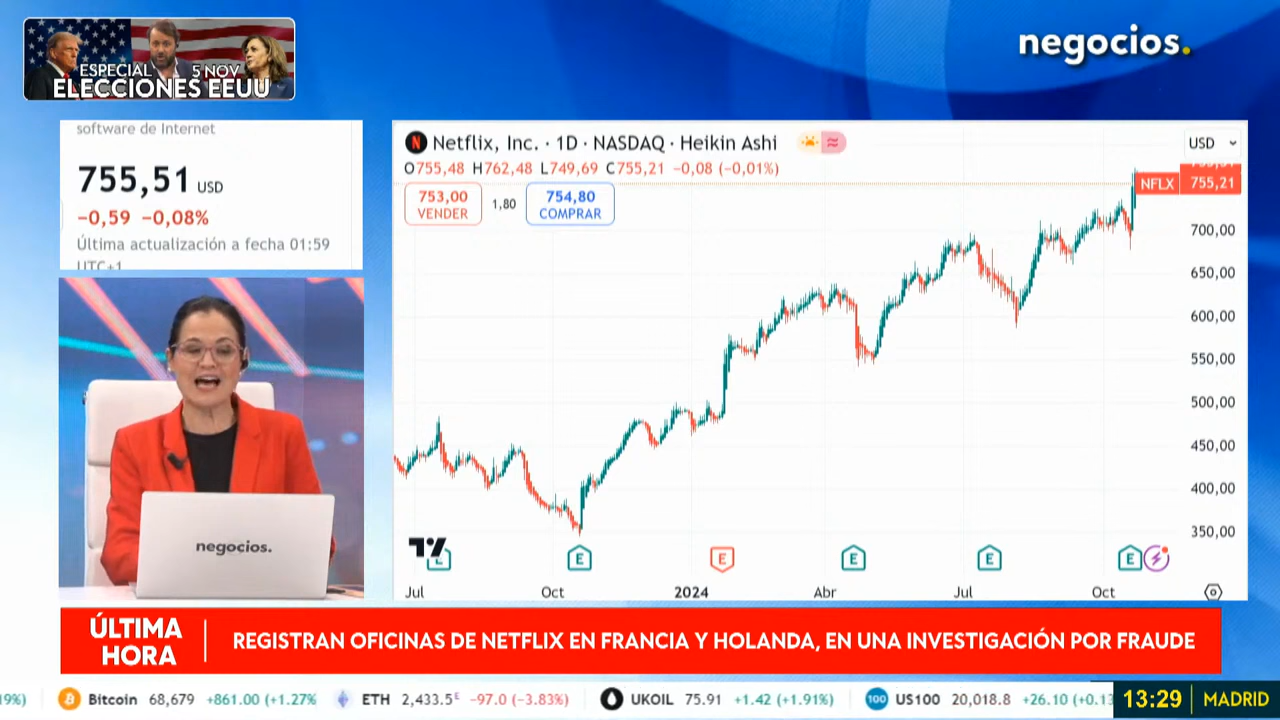 ESPECIAL 5 NOV
ELECCIONES EEUU
negocios.
software de Internet
755,51 USD
−0,59 −0,08%
Última actualización a fecha 01:59
UTC+1
Netflix, Inc. · 1D · NASDAQ · Heikin Ashi
USD
O755,48 H762,48 L749,69 C755,21 −0,08 (−0,01%)
753,00
VENDER
1,80
754,80
COMPRAR
NFLX
755,21
700,00
650,00
600,00
550,00
500,00
450,00
400,00
350,00
E
E
E
E
E
Jul
Oct
2024
Abr
Jul
Oct
negocios.
ÚLTIMA
HORA
REGISTRAN OFICINAS DE NETFLIX EN FRANCIA Y HOLANDA, EN UNA INVESTIGACIÓN POR FRAUDE
Bitcoin 68,679 +861.00 (+1.27% ETH 2,433.5 E -97.0 (−3.83%) UKOIL 75.91 +1.42 (+1.91%) 100 US100 20,018.8 +26.10 (+0.13
13:29 MADRID